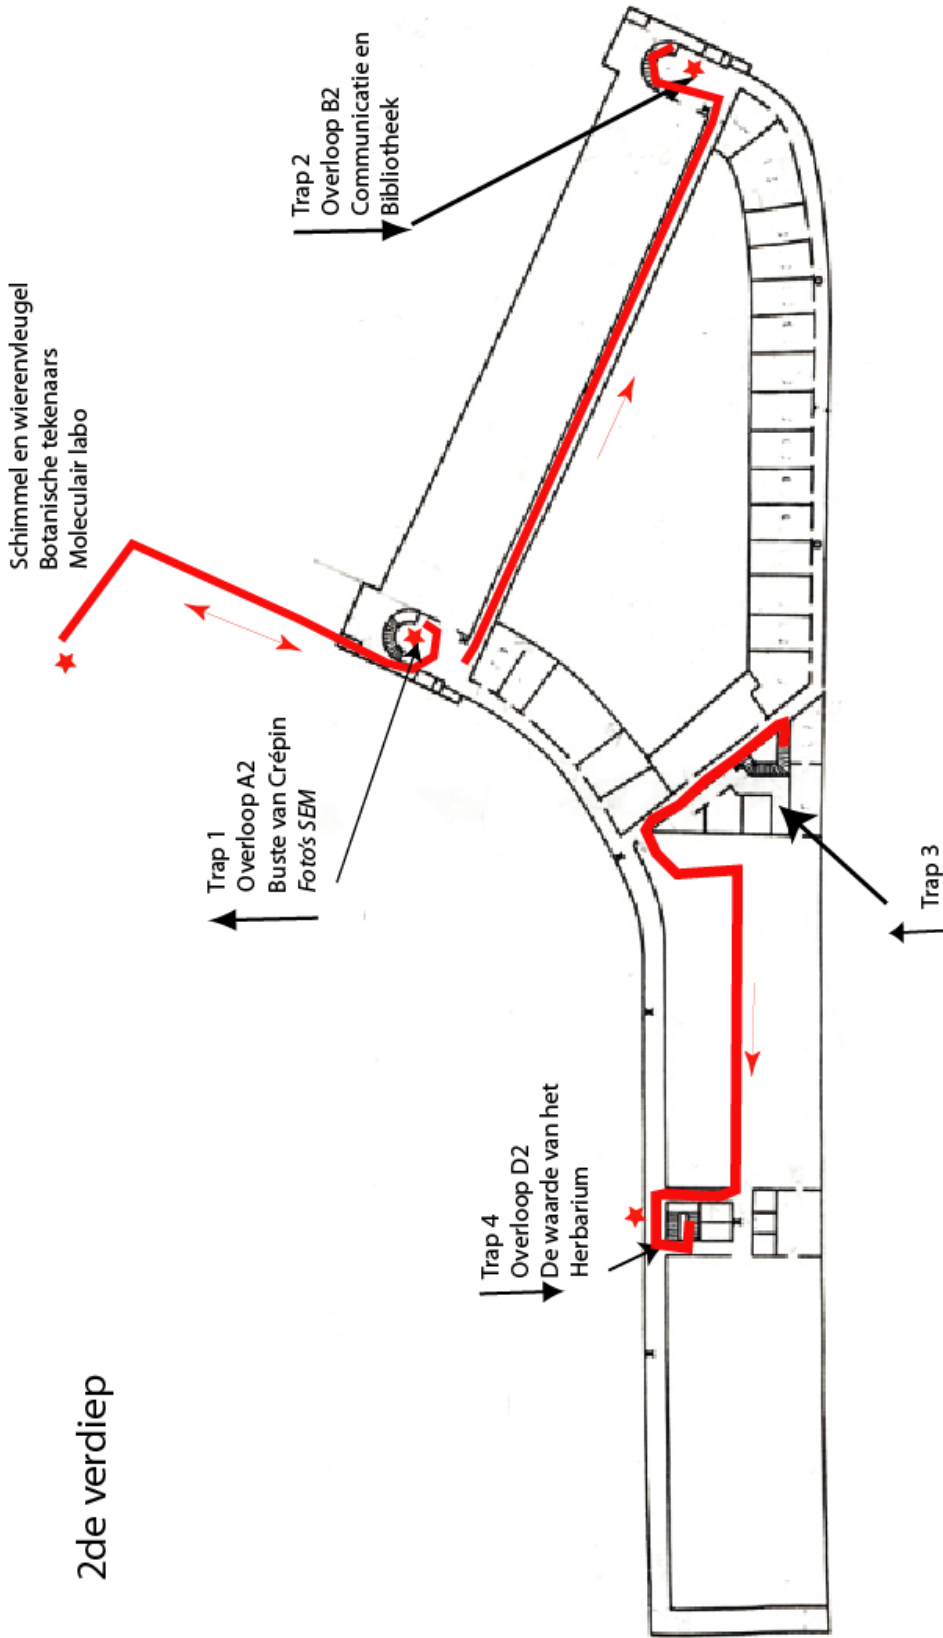 2de verdiep
Trap 4
Overloop D2
De waarde van het
Herbarium
Trap 3
Trap 1
Overloop A2
Buste van Crépin
Foto's SEM
Schimmel en wierenvleugel
Botanische tekenaars
Moleculair labo
Trap 2
Overloop B2
Communicatie en
Bibliotheek